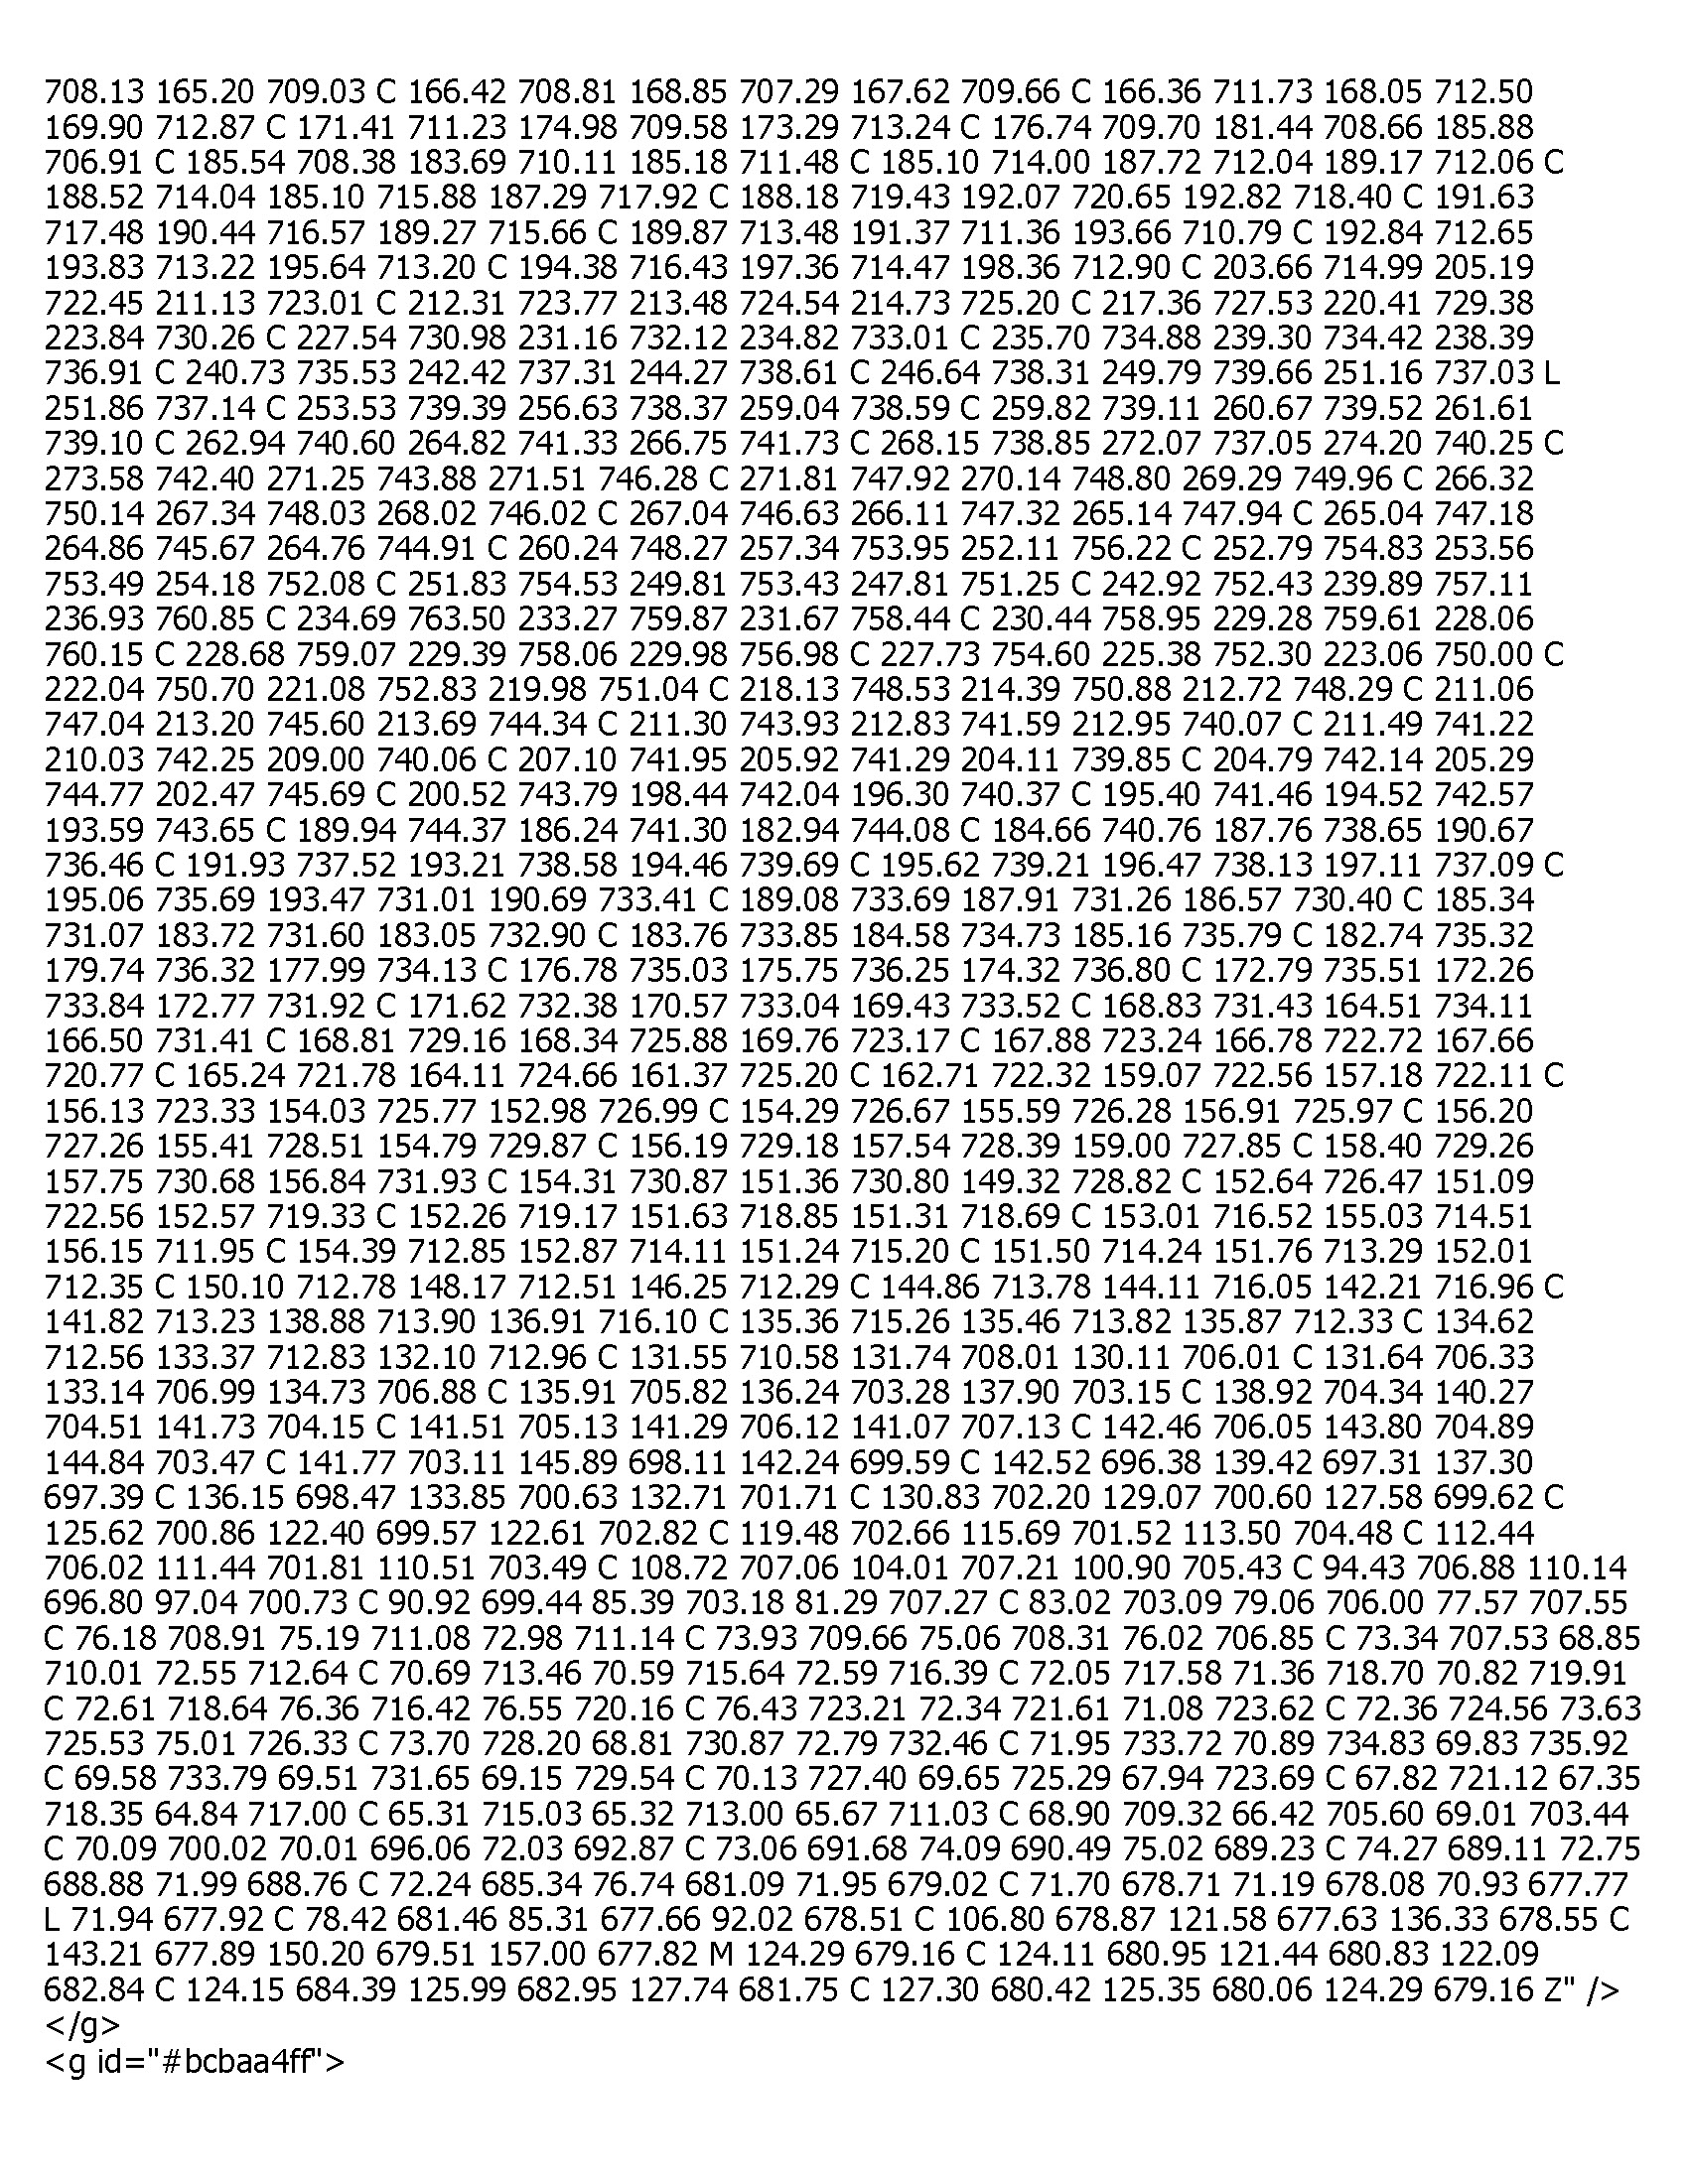 708.13 165.20 709.03 C 166.42 708.81 168.85 707.29 167.62 709.66 C 166.36 711.73 168.05 712.50
169.90 712.87 C 171.41 711.23 174.98 709.58 173.29 713.24 C 176.74 709.70 181.44 708.66 185.88
706.91 C 185.54 708.38 183.69 710.11 185.18 711.48 C 185.10 714.00 187.72 712.04 189.17 712.06 C
188.52 714.04 185.10 715.88 187.29 717.92 C 188.18 719.43 192.07 720.65 192.82 718.40 C 191.63
717.48 190.44 716.57 189.27 715.66 C 189.87 713.48 191.37 711.36 193.66 710.79 C 192.84 712.65
193.83 713.22 195.64 713.20 C 194.38 716.43 197.36 714.47 198.36 712.90 C 203.66 714.99 205.19
722.45 211.13 723.01 C 212.31 723.77 213.48 724.54 214.73 725.20 C 217.36 727.53 220.41 729.38
223.84 730.26 C 227.54 730.98 231.16 732.12 234.82 733.01 C 235.70 734.88 239.30 734.42 238.39
736.91 C 240.73 735.53 242.42 737.31 244.27 738.61 C 246.64 738.31 249.79 739.66 251.16 737.03 L
251.86 737.14 C 253.53 739.39 256.63 738.37 259.04 738.59 C 259.82 739.11 260.67 739.52 261.61
739.10 C 262.94 740.60 264.82 741.33 266.75 741.73 C 268.15 738.85 272.07 737.05 274.20 740.25 C
273.58 742.40 271.25 743.88 271.51 746.28 C 271.81 747.92 270.14 748.80 269.29 749.96 C 266.32
750.14 267.34 748.03 268.02 746.02 C 267.04 746.63 266.11 747.32 265.14 747.94 C 265.04 747.18
264.86 745.67 264.76 744.91 C 260.24 748.27 257.34 753.95 252.11 756.22 C 252.79 754.83 253.56
753.49 254.18 752.08 C 251.83 754.53 249.81 753.43 247.81 751.25 C 242.92 752.43 239.89 757.11
236.93 760.85 C 234.69 763.50 233.27 759.87 231.67 758.44 C 230.44 758.95 229.28 759.61 228.06
760.15 C 228.68 759.07 229.39 758.06 229.98 756.98 C 227.73 754.60 225.38 752.30 223.06 750.00 C
222.04 750.70 221.08 752.83 219.98 751.04 C 218.13 748.53 214.39 750.88 212.72 748.29 C 211.06
747.04 213.20 745.60 213.69 744.34 C 211.30 743.93 212.83 741.59 212.95 740.07 C 211.49 741.22
210.03 742.25 209.00 740.06 C 207.10 741.95 205.92 741.29 204.11 739.85 C 204.79 742.14 205.29
744.77 202.47 745.69 C 200.52 743.79 198.44 742.04 196.30 740.37 C 195.40 741.46 194.52 742.57
193.59 743.65 C 189.94 744.37 186.24 741.30 182.94 744.08 C 184.66 740.76 187.76 738.65 190.67
736.46 C 191.93 737.52 193.21 738.58 194.46 739.69 C 195.62 739.21 196.47 738.13 197.11 737.09 C
195.06 735.69 193.47 731.01 190.69 733.41 C 189.08 733.69 187.91 731.26 186.57 730.40 C 185.34
731.07 183.72 731.60 183.05 732.90 C 183.76 733.85 184.58 734.73 185.16 735.79 C 182.74 735.32
179.74 736.32 177.99 734.13 C 176.78 735.03 175.75 736.25 174.32 736.80 C 172.79 735.51 172.26
733.84 172.77 731.92 C 171.62 732.38 170.57 733.04 169.43 733.52 C 168.83 731.43 164.51 734.11
166.50 731.41 C 168.81 729.16 168.34 725.88 169.76 723.17 C 167.88 723.24 166.78 722.72 167.66
720.77 C 165.24 721.78 164.11 724.66 161.37 725.20 C 162.71 722.32 159.07 722.56 157.18 722.11 C
156.13 723.33 154.03 725.77 152.98 726.99 C 154.29 726.67 155.59 726.28 156.91 725.97 C 156.20
727.26 155.41 728.51 154.79 729.87 C 156.19 729.18 157.54 728.39 159.00 727.85 C 158.40 729.26
157.75 730.68 156.84 731.93 C 154.31 730.87 151.36 730.80 149.32 728.82 C 152.64 726.47 151.09
722.56 152.57 719.33 C 152.26 719.17 151.63 718.85 151.31 718.69 C 153.01 716.52 155.03 714.51
156.15 711.95 C 154.39 712.85 152.87 714.11 151.24 715.20 C 151.50 714.24 151.76 713.29 152.01
712.35 C 150.10 712.78 148.17 712.51 146.25 712.29 C 144.86 713.78 144.11 716.05 142.21 716.96 C
141.82 713.23 138.88 713.90 136.91 716.10 C 135.36 715.26 135.46 713.82 135.87 712.33 C 134.62
712.56 133.37 712.83 132.10 712.96 C 131.55 710.58 131.74 708.01 130.11 706.01 C 131.64 706.33
133.14 706.99 134.73 706.88 C 135.91 705.82 136.24 703.28 137.90 703.15 C 138.92 704.34 140.27
704.51 141.73 704.15 C 141.51 705.13 141.29 706.12 141.07 707.13 C 142.46 706.05 143.80 704.89
144.84 703.47 C 141.77 703.11 145.89 698.11 142.24 699.59 C 142.52 696.38 139.42 697.31 137.30
697.39 C 136.15 698.47 133.85 700.63 132.71 701.71 C 130.83 702.20 129.07 700.60 127.58 699.62 C
125.62 700.86 122.40 699.57 122.61 702.82 C 119.48 702.66 115.69 701.52 113.50 704.48 C 112.44
706.02 111.44 701.81 110.51 703.49 C 108.72 707.06 104.01 707.21 100.90 705.43 C 94.43 706.88 110.14
696.80 97.04 700.73 C 90.92 699.44 85.39 703.18 81.29 707.27 C 83.02 703.09 79.06 706.00 77.57 707.55
C 76.18 708.91 75.19 711.08 72.98 711.14 C 73.93 709.66 75.06 708.31 76.02 706.85 C 73.34 707.53 68.85
710.01 72.55 712.64 C 70.69 713.46 70.59 715.64 72.59 716.39 C 72.05 717.58 71.36 718.70 70.82 719.91
C 72.61 718.64 76.36 716.42 76.55 720.16 C 76.43 723.21 72.34 721.61 71.08 723.62 C 72.36 724.56 73.63
725.53 75.01 726.33 C 73.70 728.20 68.81 730.87 72.79 732.46 C 71.95 733.72 70.89 734.83 69.83 735.92
C 69.58 733.79 69.51 731.65 69.15 729.54 C 70.13 727.40 69.65 725.29 67.94 723.69 C 67.82 721.12 67.35
718.35 64.84 717.00 C 65.31 715.03 65.32 713.00 65.67 711.03 C 68.90 709.32 66.42 705.60 69.01 703.44
C 70.09 700.02 70.01 696.06 72.03 692.87 C 73.06 691.68 74.09 690.49 75.02 689.23 C 74.27 689.11 72.75
688.88 71.99 688.76 C 72.24 685.34 76.74 681.09 71.95 679.02 C 71.70 678.71 71.19 678.08 70.93 677.77
L 71.94 677.92 C 78.42 681.46 85.31 677.66 92.02 678.51 C 106.80 678.87 121.58 677.63 136.33 678.55 C
143.21 677.89 150.20 679.51 157.00 677.82 M 124.29 679.16 C 124.11 680.95 121.44 680.83 122.09
682.84 C 124.15 684.39 125.99 682.95 127.74 681.75 C 127.30 680.42 125.35 680.06 124.29 679.16 Z" />
</g>
<g id="#bcbaa4ff">